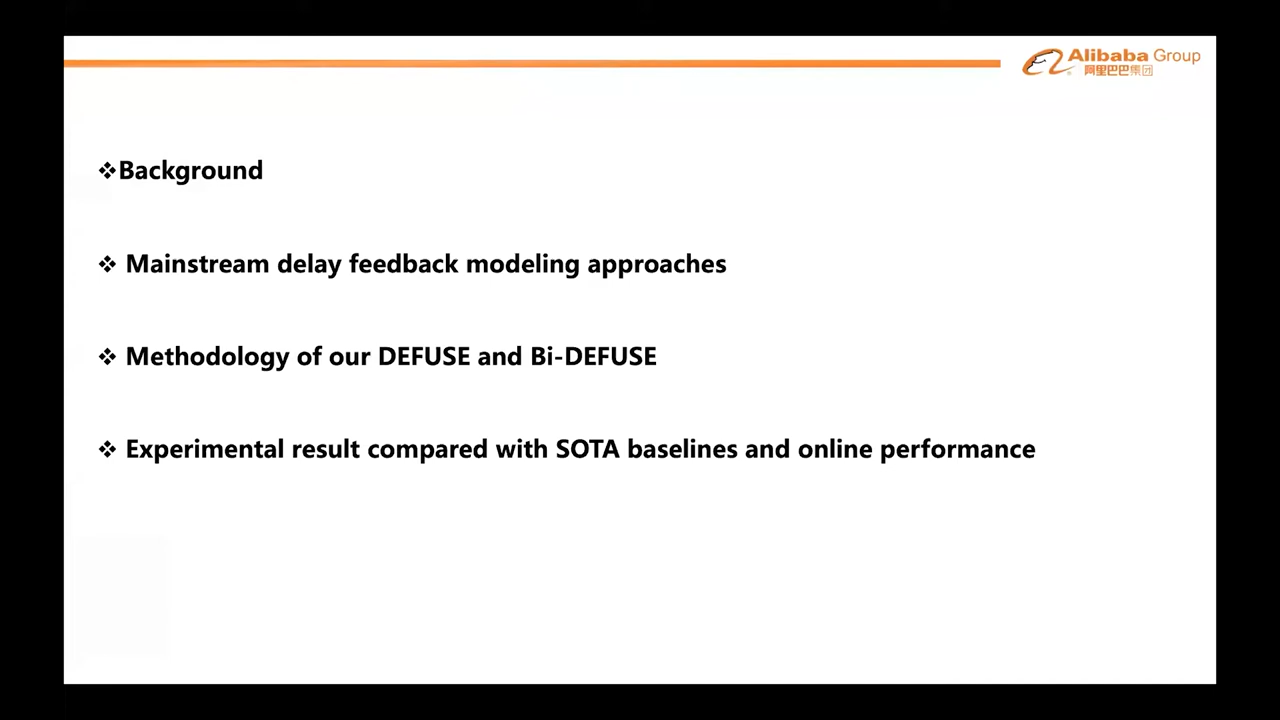 Alibaba Group
阿里巴巴集团
❖Background
❖ Mainstream delay feedback modeling approaches
❖ Methodology of our DEFUSE and Bi-DEFUSE
❖ Experimental result compared with SOTA baselines and online performance